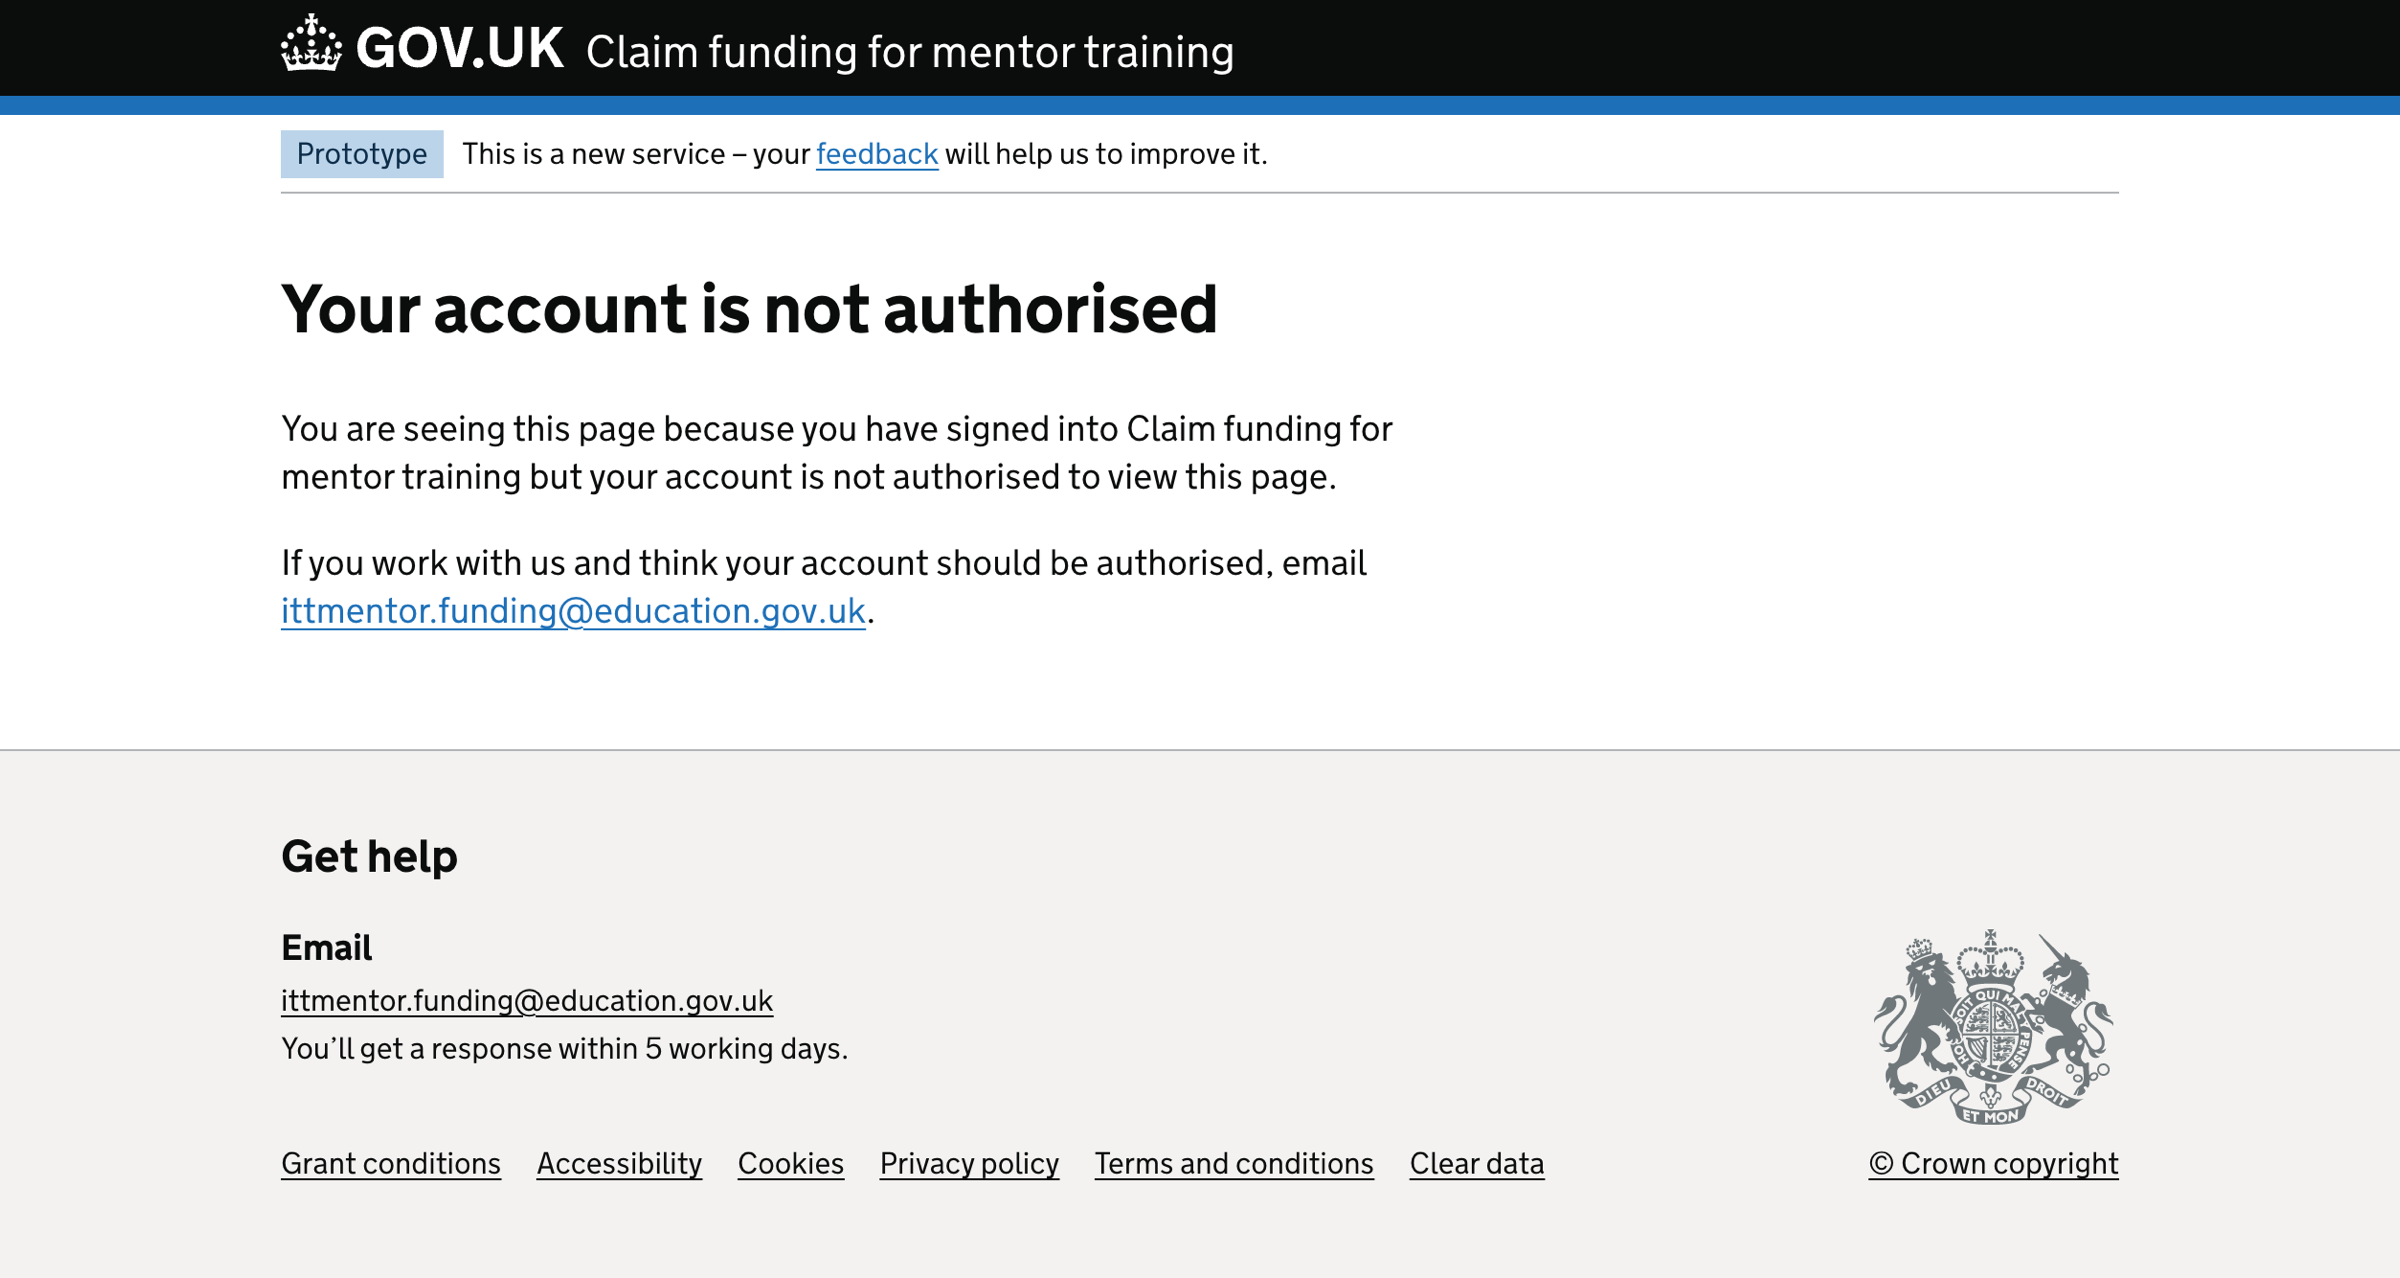 GOV.UK Claim funding for mentor training
Prototype This is a new service – your feedback will help us to improve it.
Your account is not authorised
You are seeing this page because you have signed into Claim funding for
mentor training but your account is not authorised to view this page.
If you work with us and think your account should be authorised, email
ittmentor.funding@education.gov.uk.
Get help
Email
ittmentor.funding@education.gov.uk
You’ll get a response within 5 working days.
DIEU ET MON DROIT
Grant conditions Accessibility Cookies Privacy policy Terms and conditions Clear data © Crown copyright